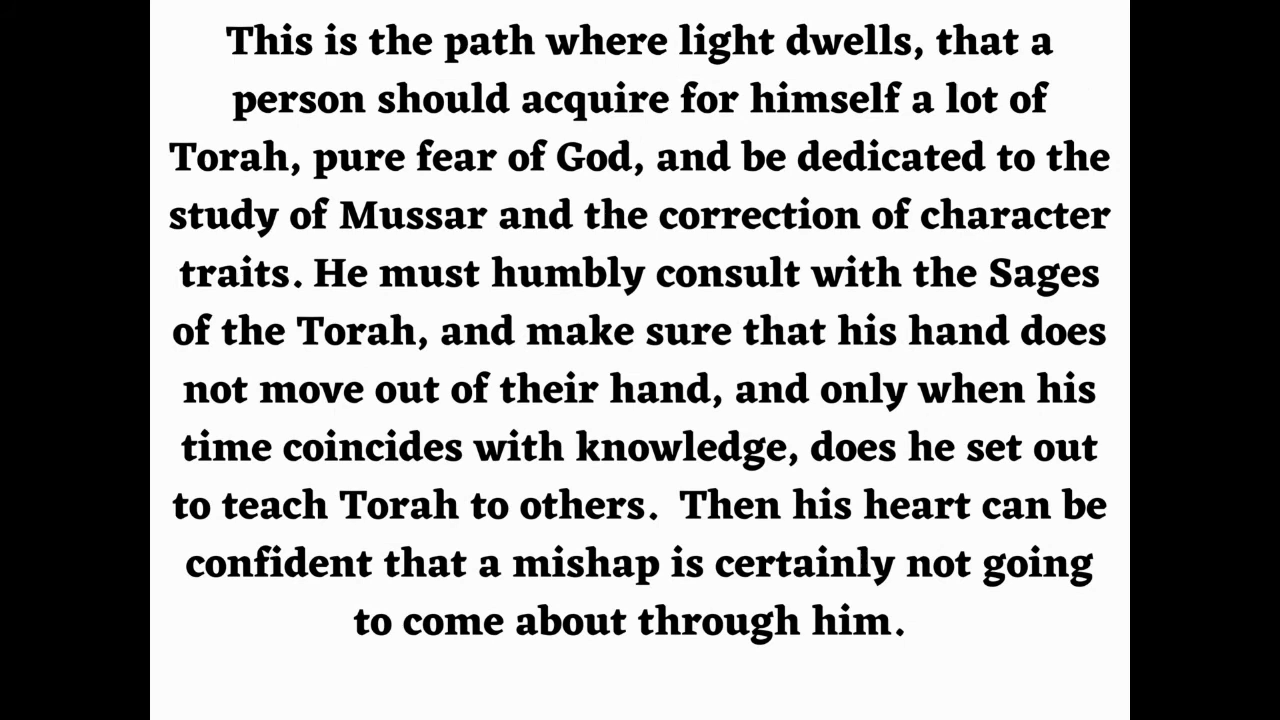 This is the path where light dwells, that a
person should acquire for himself a lot of
Torah, pure fear of God, and be dedicated to the
study of Mussar and the correction of character
traits. He must humbly consult with the Sages
of the Torah, and make sure that his hand does
not move out of their hand, and only when his
time coincides with knowledge, does he set out
to teach Torah to others.  Then his heart can be
confident that a mishap is certainly not going
to come about through him.